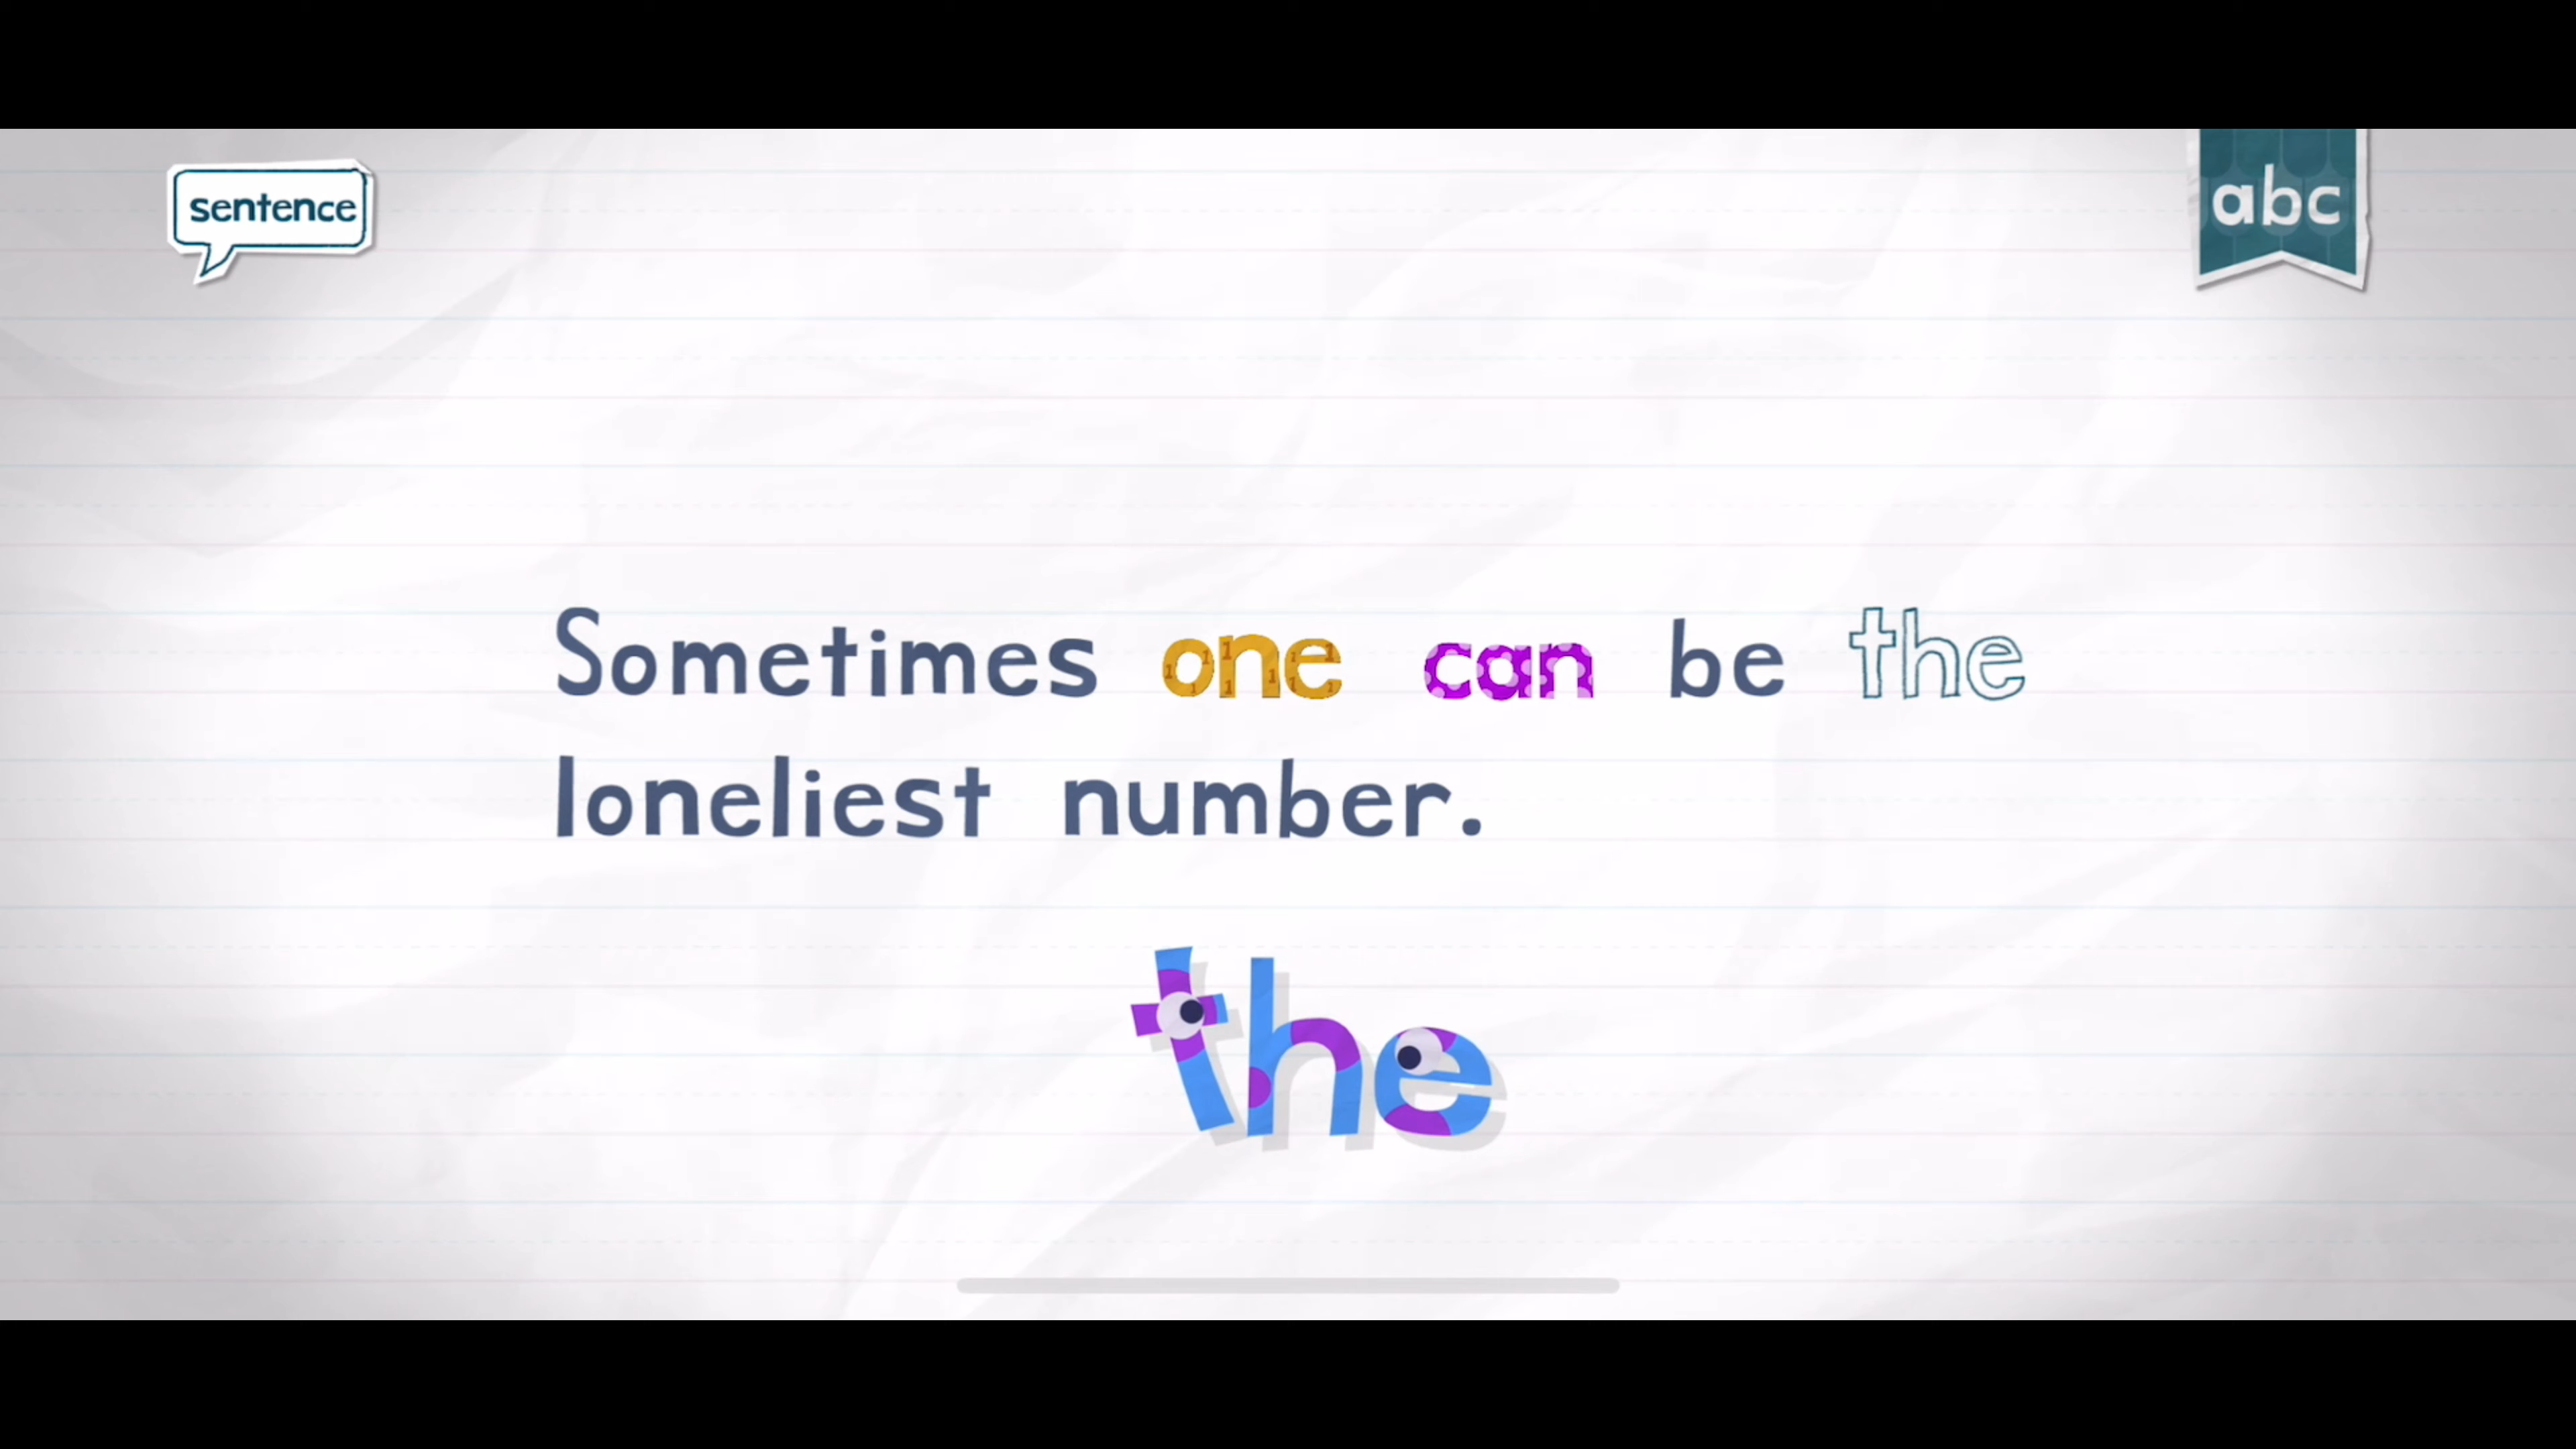 sentence
abc
Sometimes one can be the
loneliest number.
the